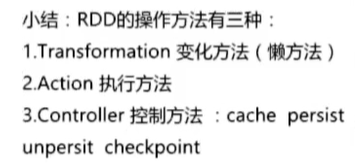 小结：RDD的操作方法有三种：
1.Transformation 变化方法（懒方法）
2.Action 执行方法
3.Controller 控制方法 ：cache persist
unpersit checkpoint